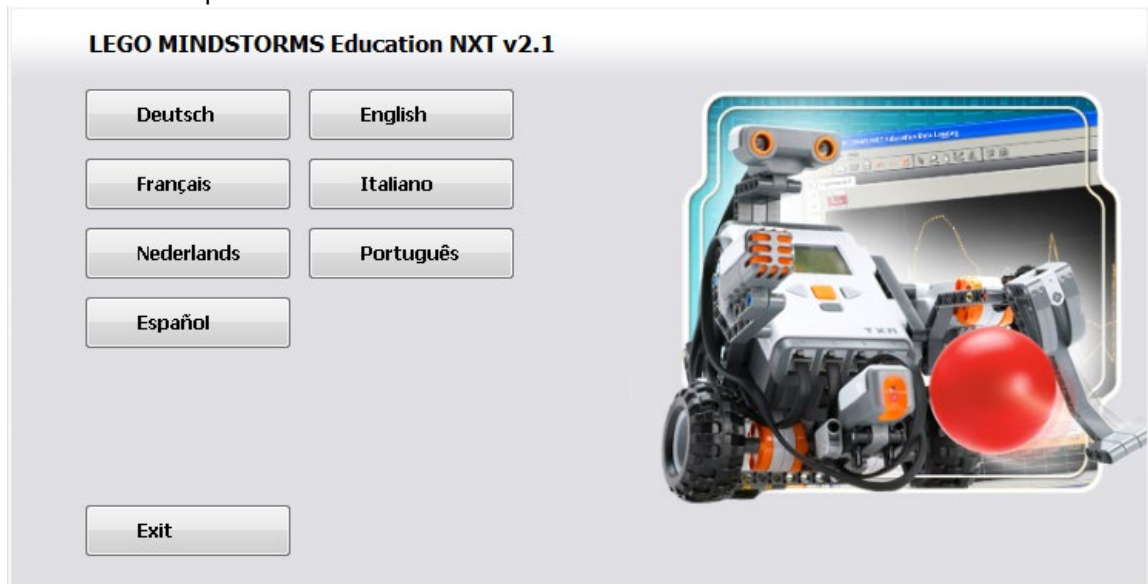 LEGO MINDSTORMS Education NXT v2.1
Deutsch English
Français Italiano
Nederlands Português
Español
Exit